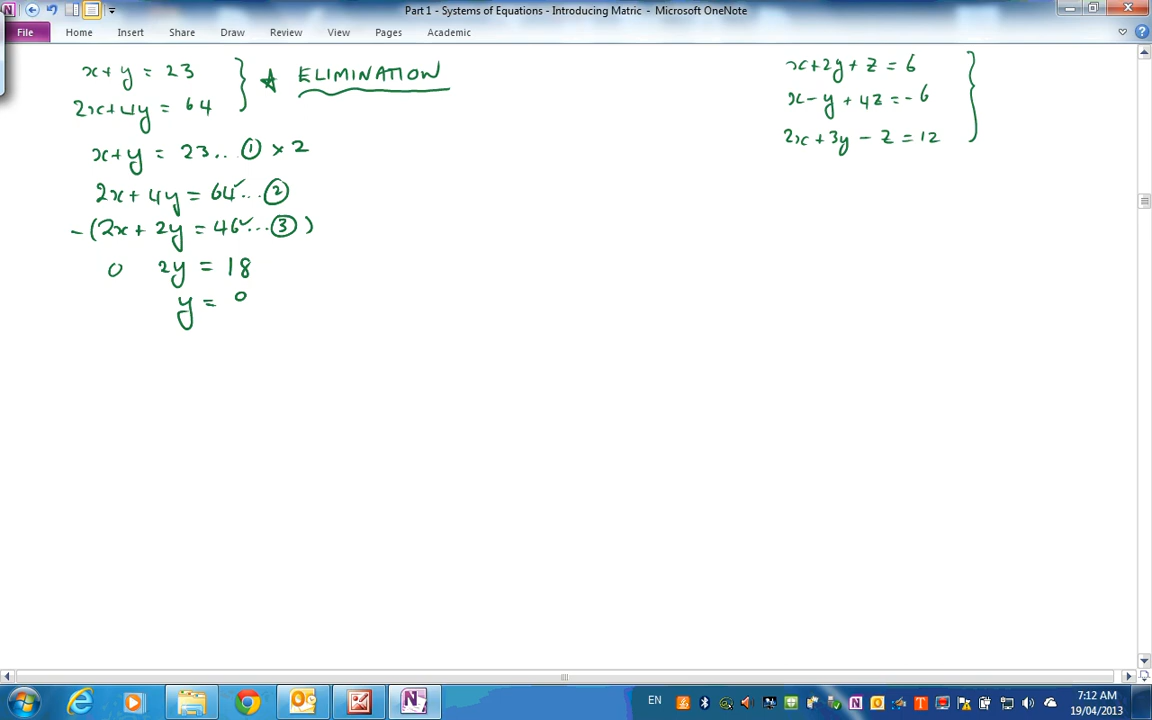 Part 1 - Systems of Equations - Introducing Matric - Microsoft OneNote
File Home Insert Share Draw Review View Pages Academic
x+y = 23
2x+4y = 64
★ ELIMINATION
x+y = 23.. ① × 2
2x + 4y = 64 ... ②
-(2x + 2y = 46 ... ③)
0 2y = 18
y =
x+2y+z = 6
x-y+4z = -6
2x+3y-z = 12
EN
7:12 AM
19/04/2013